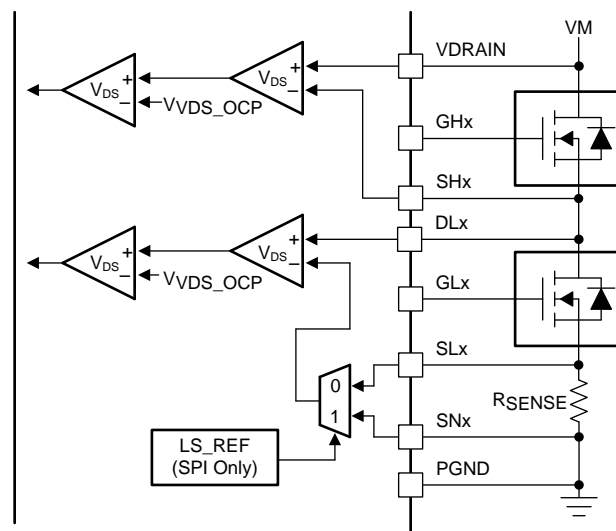 VM
VDRAIN
+
VDS
−
+
VDS
−
VVDS_OCP
GHx
SHx
DLx
+
VDS
−
+
VDS
−
VVDS_OCP
GLx
SLx
0
1
RSENSE
SNx
LS_REF
(SPI Only)
PGND